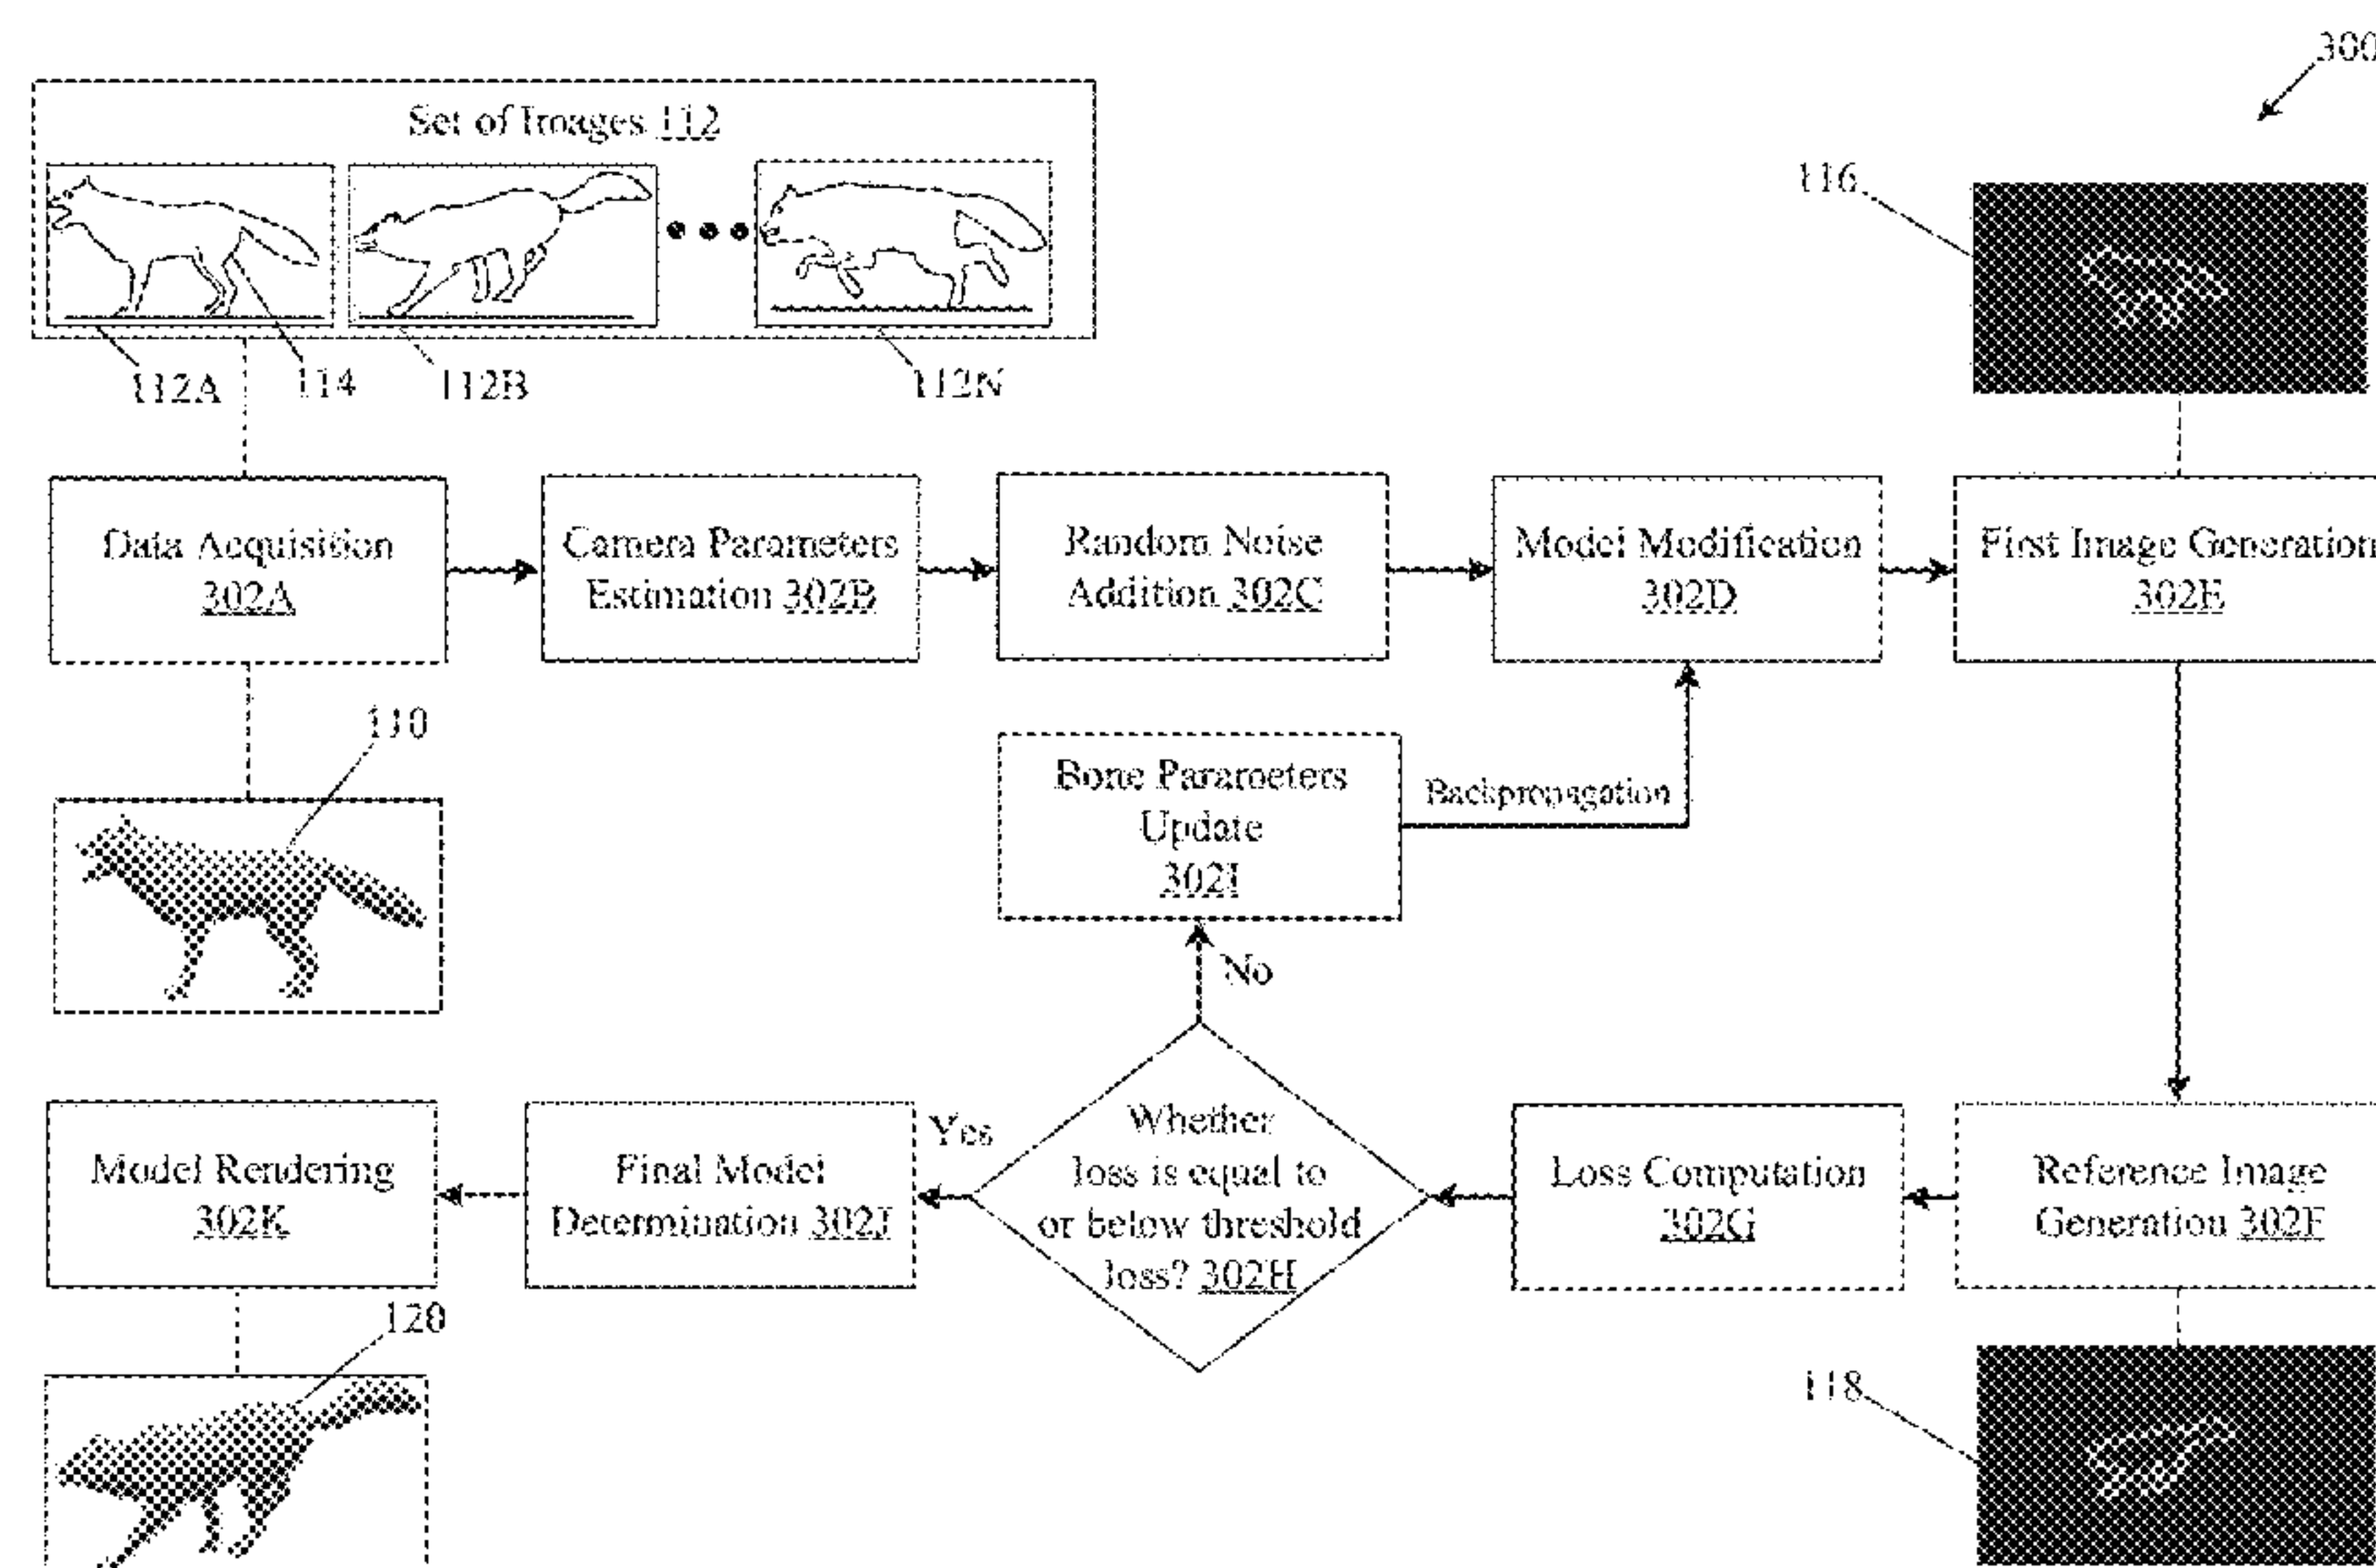 300
Set of Images 112
116
112A
114
112B
112N
Data Acquisition
302A
Camera Parameters
Estimation 302B
Random Noise
Addition 302C
Model Modification
302D
First Image Generation
302E
110
Bone Parameters
Update
302I
Backpropagation
No
Model Rendering
302K
Final Model
Determination 302J
Yes
Whether
loss is equal to
or below threshold
loss? 302H
Loss Computation
302G
Reference Image
Generation 302F
120
118